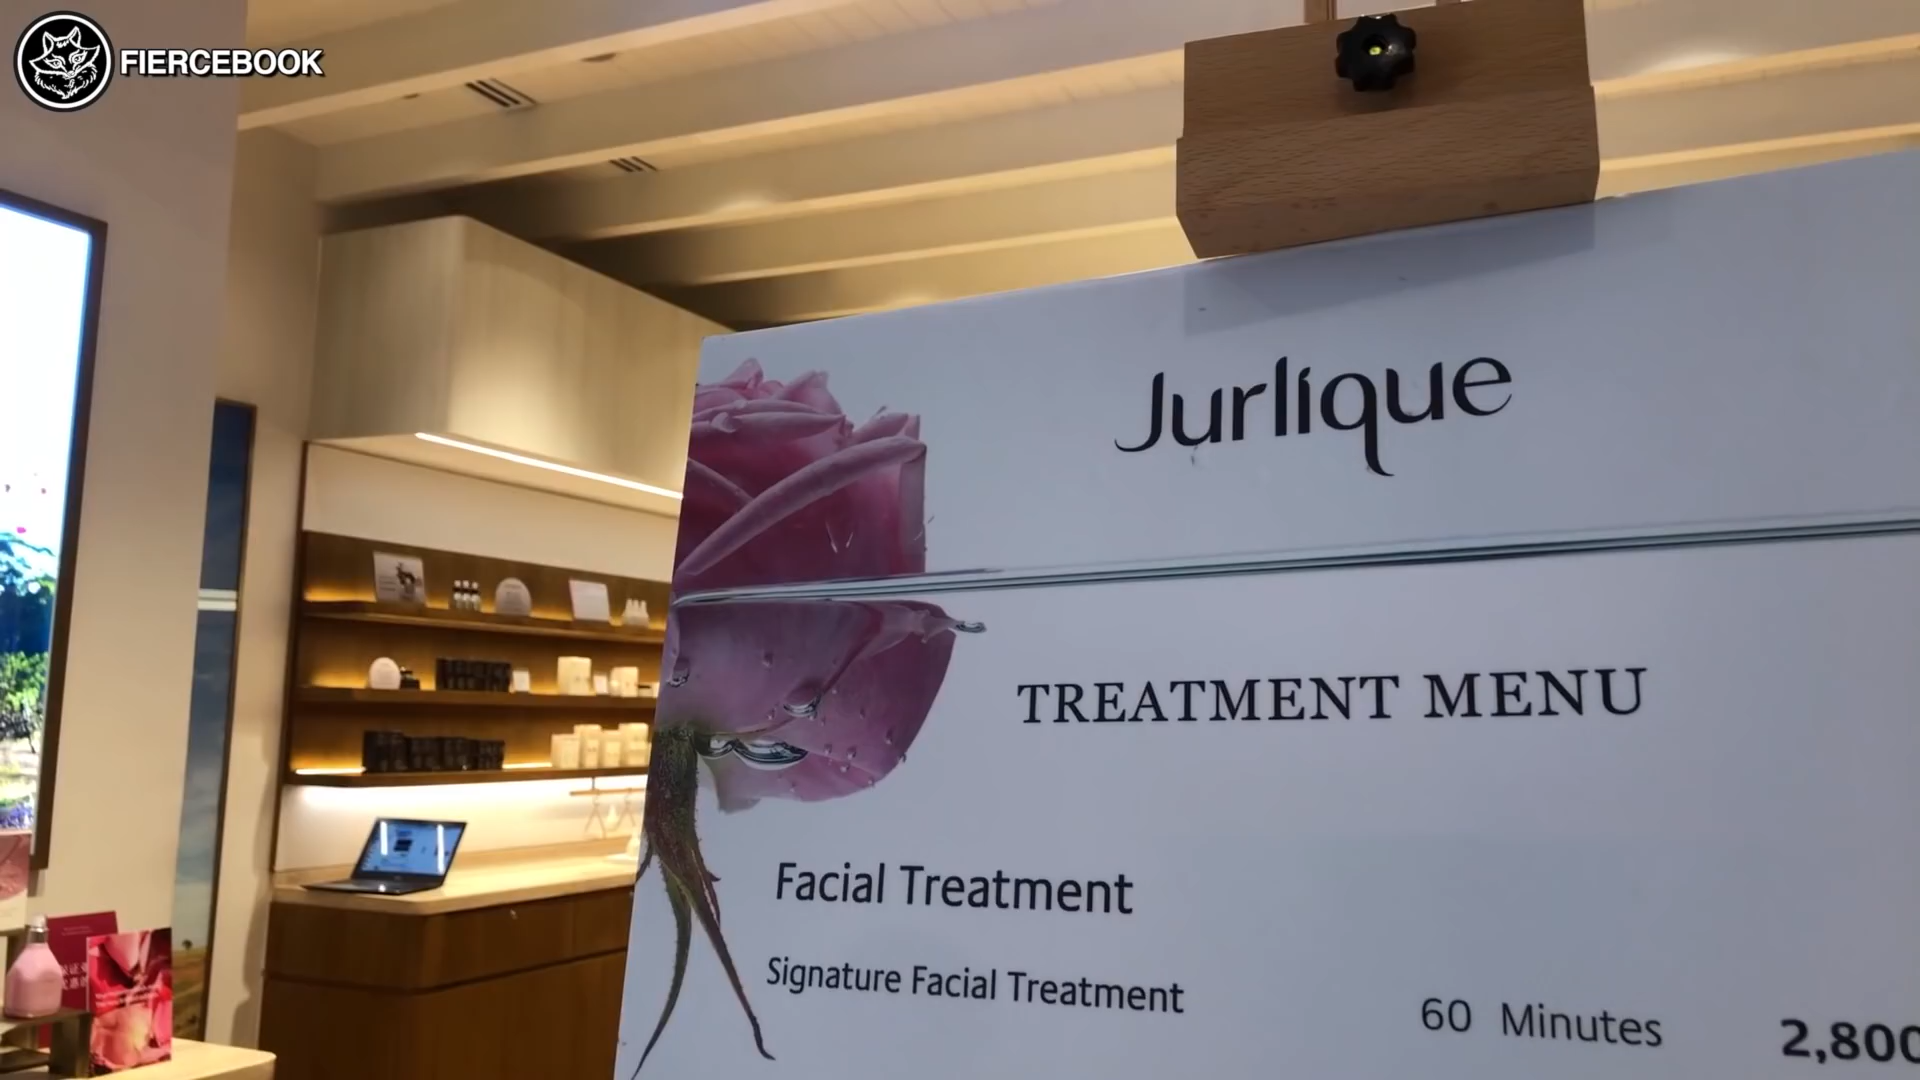 FIERCEBOOK
Jurlique
TREATMENT MENU
Facial Treatment
Signature Facial Treatment
60 Minutes
2,800